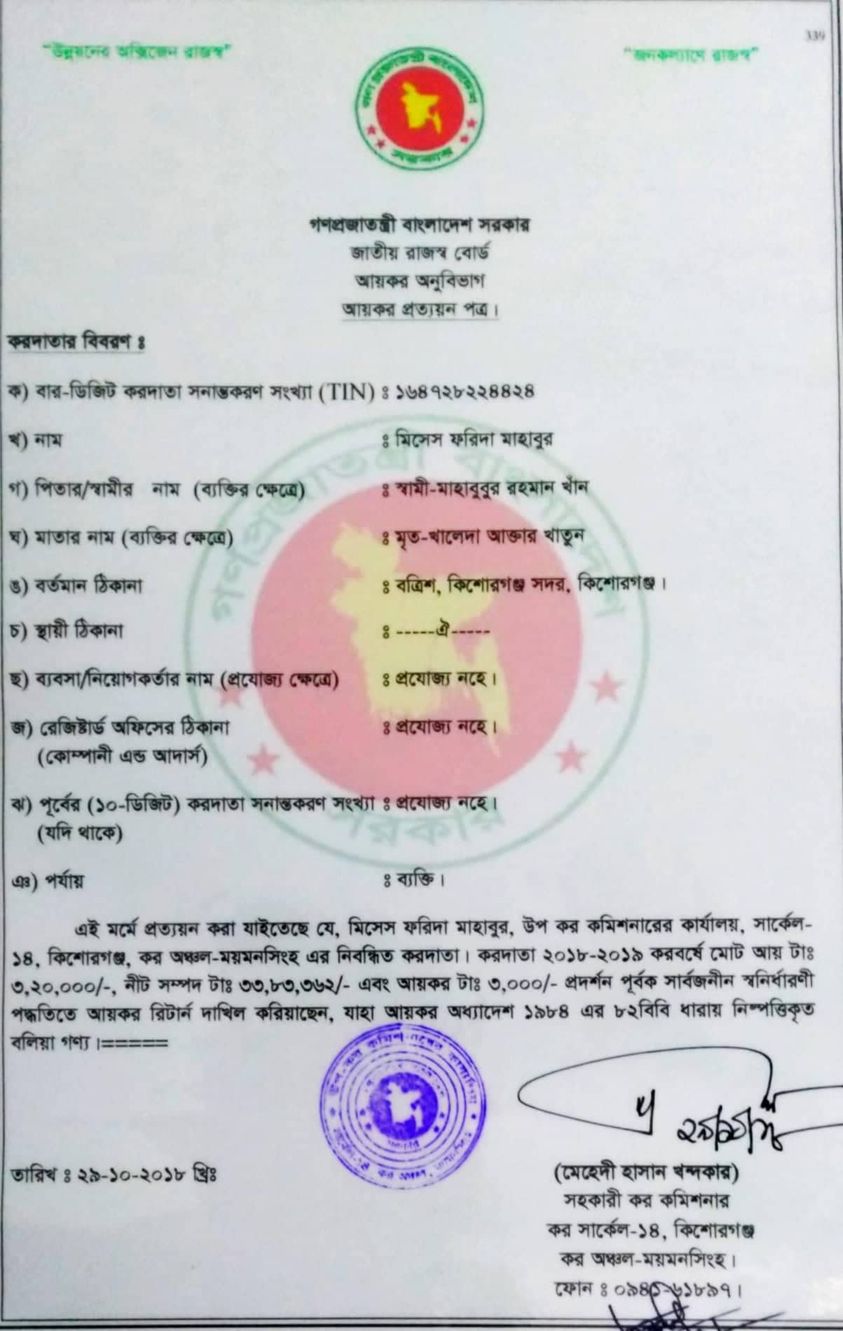 339
"উন্নয়নের অক্সিজেন রাজস্ব" "জনকল্যাণে রাজস্ব"
গণপ্রজাতন্ত্রী বাংলাদেশ
সরকার
গণপ্রজাতন্ত্রী বাংলাদেশ সরকার
জাতীয় রাজস্ব বোর্ড
আয়কর অনুবিভাগ
আয়কর প্রত্যয়ন পত্র।
করদাতার বিবরণ ঃ
ক) বার-ডিজিট করদাতা সনাক্তকরণ সংখ্যা (TIN) ঃ ১৬৪৭২৮২২৪৪২৪
খ) নাম ঃ মিসেস ফরিদা মাহাবুর
গ) পিতার/স্বামীর নাম (ব্যক্তির ক্ষেত্রে) ঃ স্বামী-মাহাবুবুর রহমান খাঁন
ঘ) মাতার নাম (ব্যক্তির ক্ষেত্রে) ঃ মৃত-খালেদা আক্তার খাতুন
ঙ) বর্তমান ঠিকানা ঃ বত্রিশ, কিশোরগঞ্জ সদর, কিশোরগঞ্জ।
চ) স্থায়ী ঠিকানা ঃ -----ঐ-----
ছ) ব্যবসা/নিয়োগকর্তার নাম (প্রযোজ্য ক্ষেত্রে) ঃ প্রযোজ্য নহে।
জ) রেজিষ্টার্ড অফিসের ঠিকানা ঃ প্রযোজ্য নহে।
(কোম্পানী এন্ড আদার্স)
ঝ) পূর্বের (১০-ডিজিট) করদাতা সনাক্তকরণ সংখ্যা ঃ প্রযোজ্য নহে।
(যদি থাকে)
ঞ) পর্যায় ঃ ব্যক্তি।
এই মর্মে প্রত্যয়ন করা যাইতেছে যে, মিসেস ফরিদা মাহাবুর, উপ কর কমিশনারের কার্যালয়, সার্কেল-
১৪, কিশোরগঞ্জ, কর অঞ্চল-ময়মনসিংহ এর নিবন্ধিত করদাতা। করদাতা ২০১৮-২০১৯ করবর্ষে মোট আয় টাঃ
৩,২০,০০০/-, নীট সম্পদ টাঃ ৩৩,৮৩,৩৬২/- এবং আয়কর টাঃ ৩,০০০/- প্রদর্শন পূর্বক সার্বজনীন স্বনির্ধারণী
পদ্ধতিতে আয়কর রিটার্ন দাখিল করিয়াছেন, যাহা আয়কর অধ্যাদেশ ১৯৮৪ এর ৮২বিবি ধারায় নিষ্পত্তিকৃত
বলিয়া গণ্য।=====
তারিখ ঃ ২৯-১০-২০১৮ খ্রিঃ
(মেহেদী হাসান খন্দকার)
সহকারী কর কমিশনার
কর সার্কেল-১৪, কিশোরগঞ্জ
কর অঞ্চল-ময়মনসিংহ।
ফোন ঃ ০৯৪১-৬১৮৯৭।